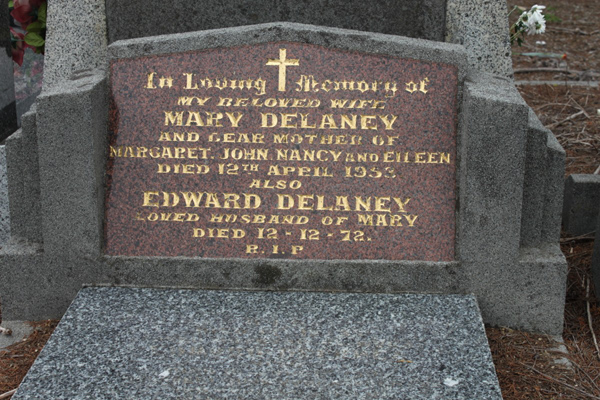 In Loving Memory of
MY BELOVED WIFE
MARY DELANEY
AND DEAR MOTHER OF
MARGARET, JOHN, NANCY AND EILEEN
DIED 12TH APRIL 1953.
ALSO
EDWARD DELANEY
LOVED HUSBAND OF MARY
DIED 12-12-72.
R.I.P